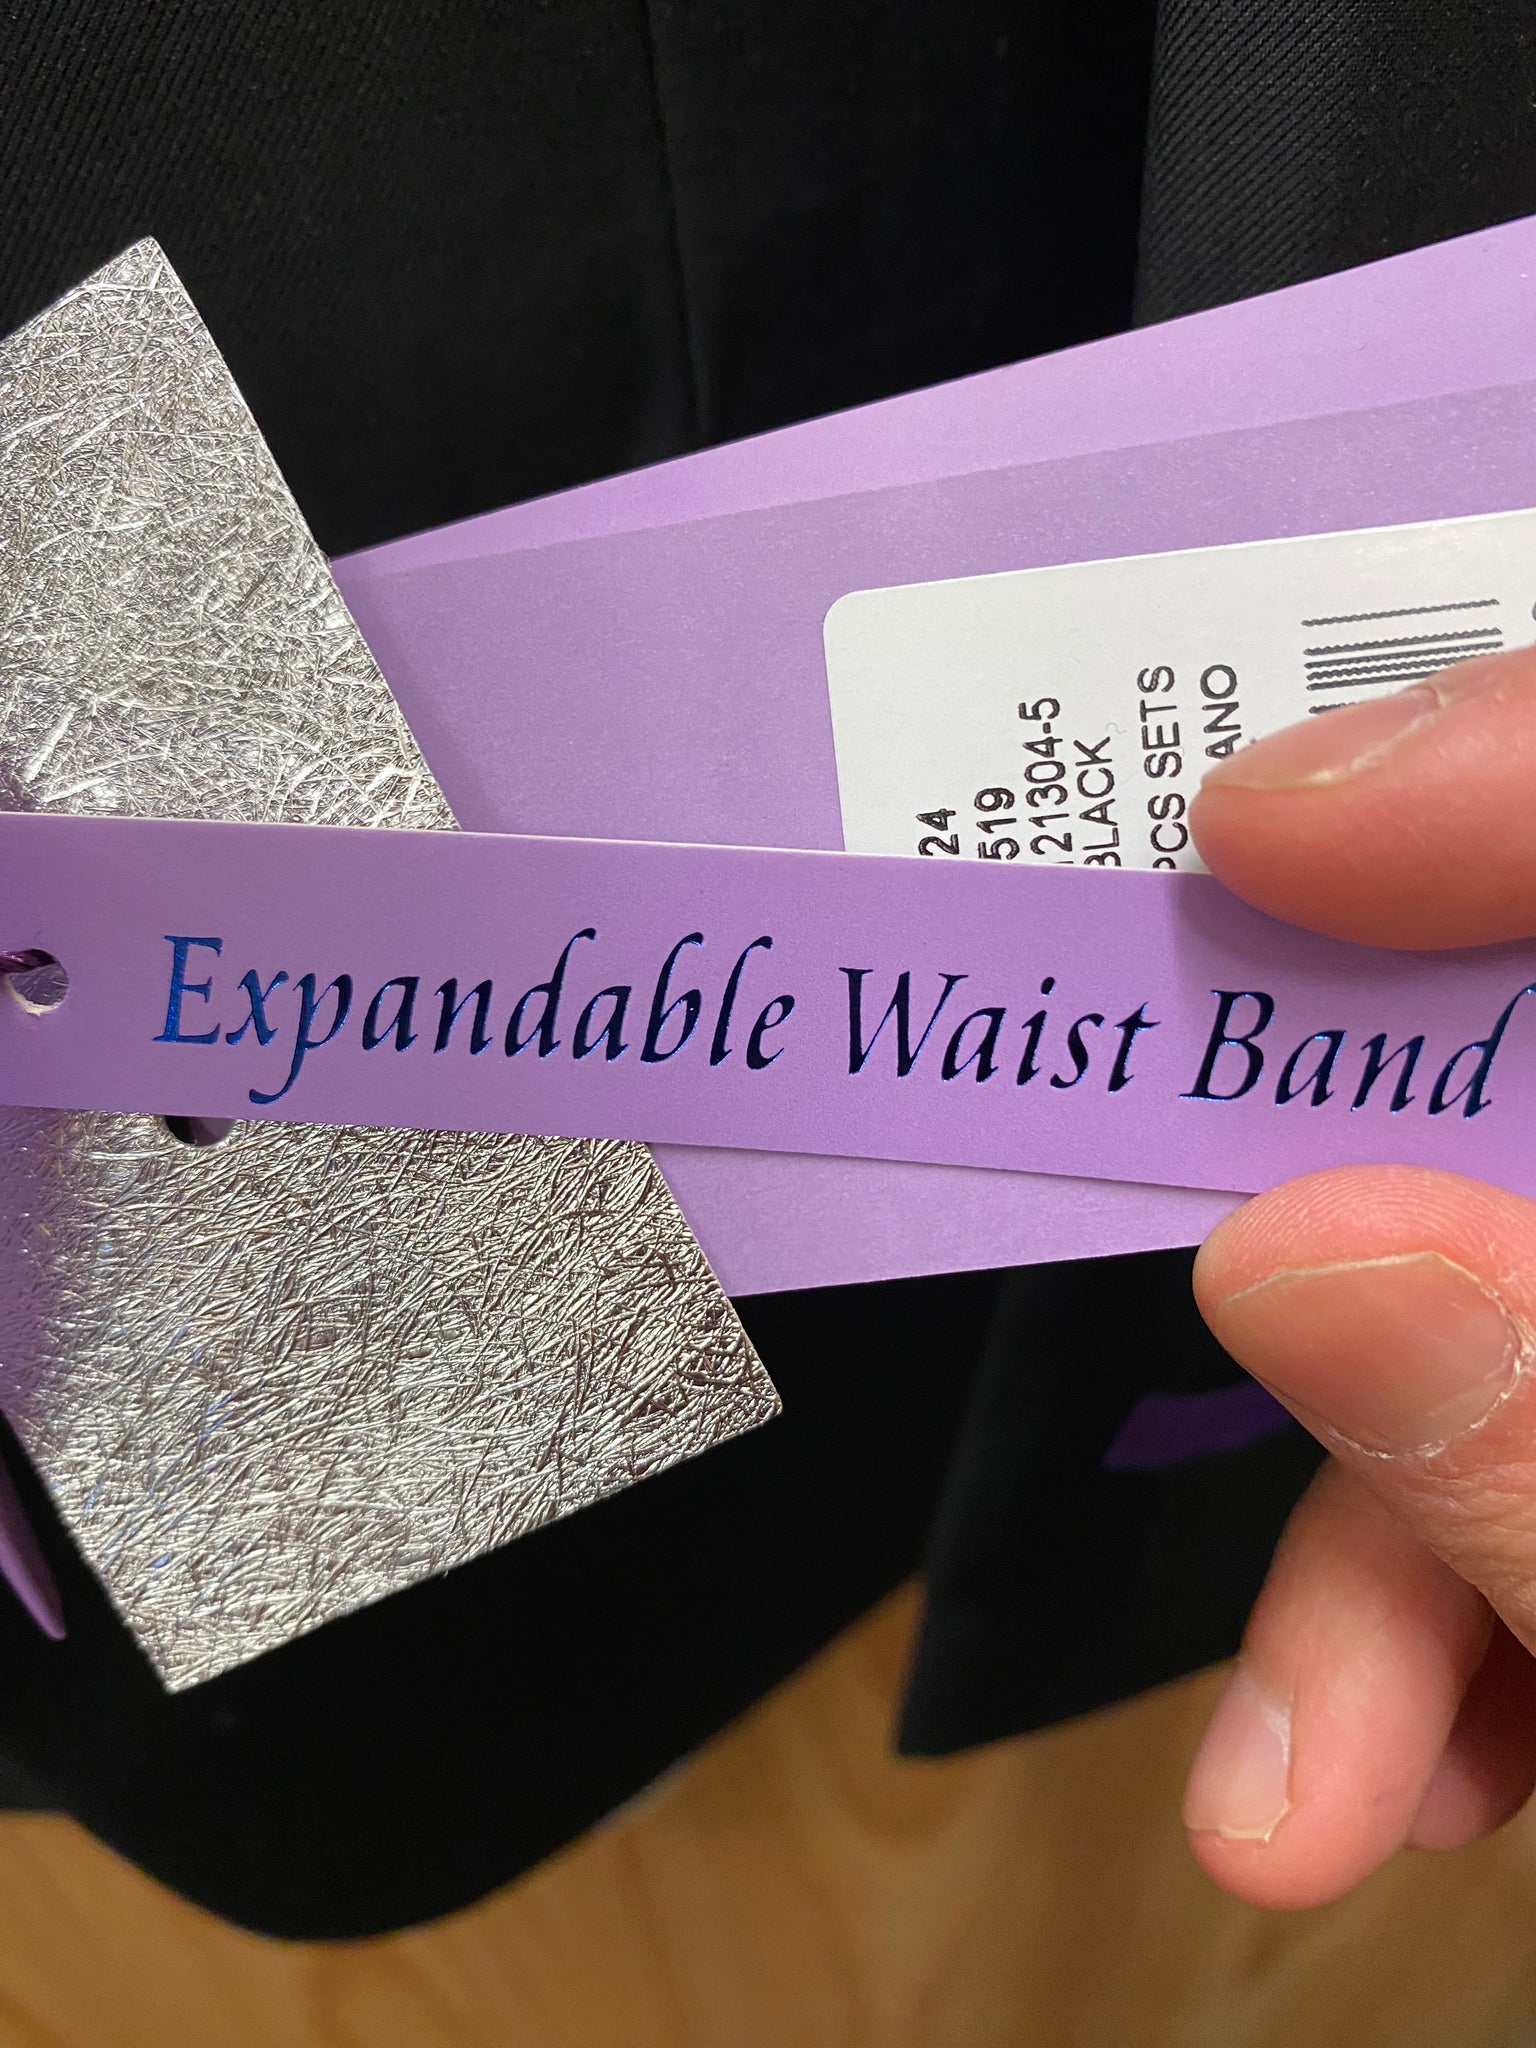 24
519
21304-5
BLACK
PCS SETS
ANO
Expandable Waist Band